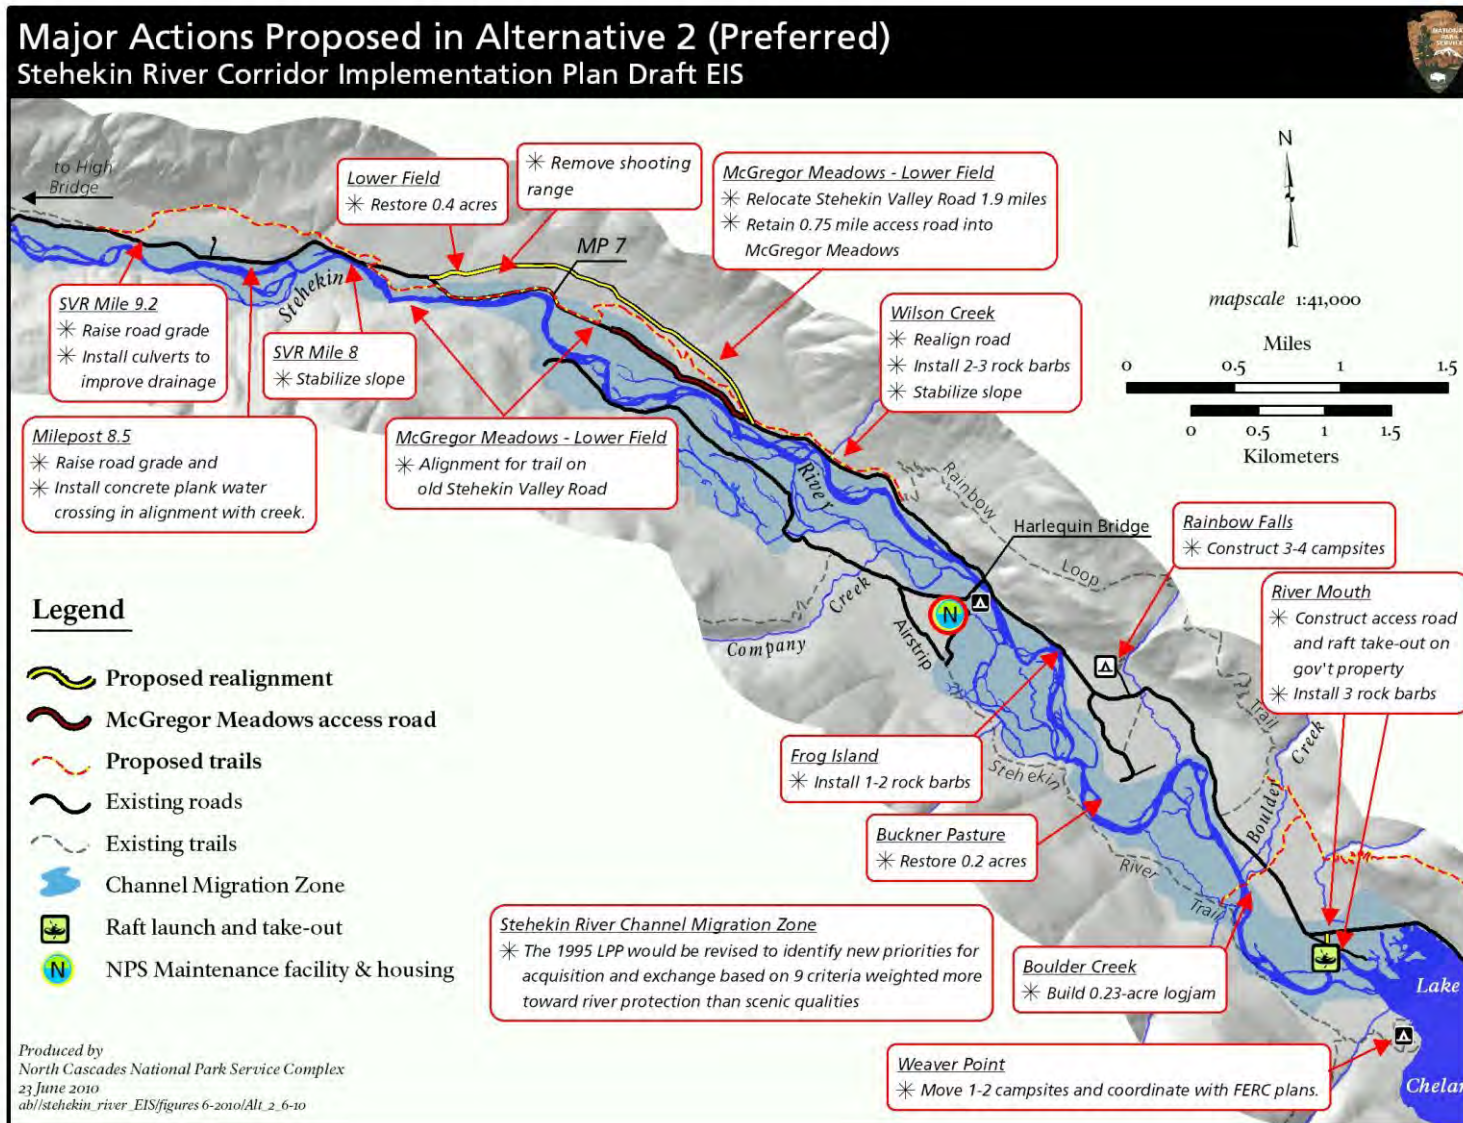 Major Actions Proposed in Alternative 2 (Preferred)
Stehekin River Corridor Implementation Plan Draft EIS
NATIONAL
PARK
SERVICE
to High
Bridge
Lower Field
✳ Restore 0.4 acres
✳ Remove shooting
range
McGregor Meadows - Lower Field
✳ Relocate Stehekin Valley Road 1.9 miles
✳ Retain 0.75 mile access road into
McGregor Meadows
N
MP 7
mapscale 1:41,000
Miles
0 0.5 1 1.5
0 0.5 1 1.5
Kilometers
SVR Mile 9.2
✳ Raise road grade
✳ Install culverts to
improve drainage
Stehekin
SVR Mile 8
✳ Stabilize slope
Wilson Creek
✳ Realign road
✳ Install 2-3 rock barbs
✳ Stabilize slope
Milepost 8.5
✳ Raise road grade and
✳ Install concrete plank water
crossing in alignment with creek.
McGregor Meadows - Lower Field
✳ Alignment for trail on
old Stehekin Valley Road
River
Rainbow
Loop
Trail
Harlequin Bridge
Rainbow Falls
✳ Construct 3-4 campsites
River Mouth
✳ Construct access road
and raft take-out on
gov't property
✳ Install 3 rock barbs
N
Airstrip
Company
Creek
Boulder
Creek
Frog Island
✳ Install 1-2 rock barbs
Stehekin
River
Trail
Buckner Pasture
✳ Restore 0.2 acres
Stehekin River Channel Migration Zone
✳ The 1995 LPP would be revised to identify new priorities for
acquisition and exchange based on 9 criteria weighted more
toward river protection than scenic qualities
Boulder Creek
✳ Build 0.23-acre logjam
Lake
Chelan
Weaver Point
✳ Move 1-2 campsites and coordinate with FERC plans.
Legend
Proposed realignment
McGregor Meadows access road
Proposed trails
Existing roads
Existing trails
Channel Migration Zone
Raft launch and take-out
N NPS Maintenance facility & housing
Produced by
North Cascades National Park Service Complex
23 June 2010
ab//stehekin_river_EIS/figures 6-2010/Alt_2_6-10